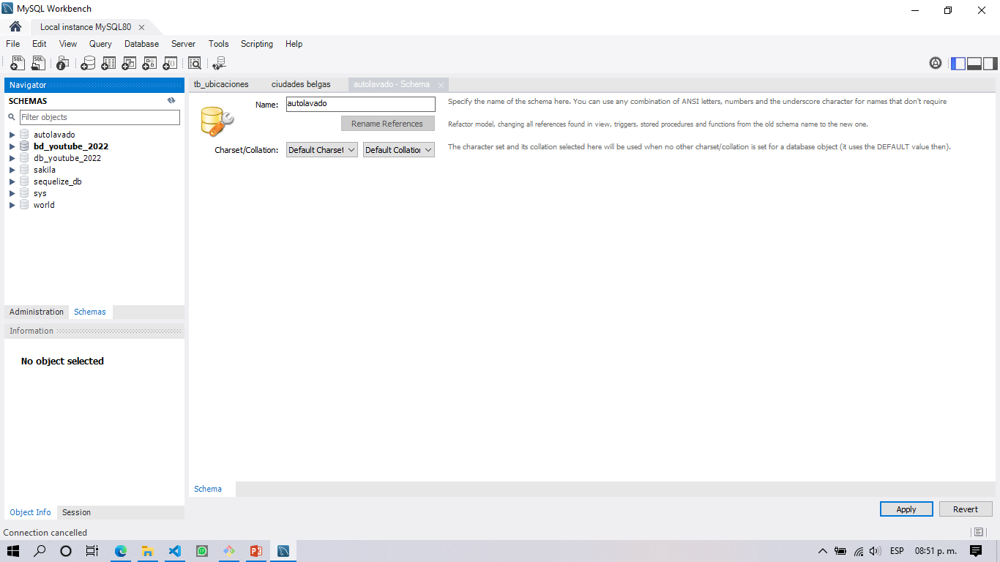 MySQL Workbench
Local instance MySQL80
File Edit View Query Database Server Tools Scripting Help
Navigator
SCHEMAS
Filter objects
autolavado
bd_youtube_2022
db_youtube_2022
sakila
sequelize_db
sys
world
Administration Schemas
Information
No object selected
Object Info Session
tb_ubicaciones ciudades belgas autolavado - Schema
Name: autolavado Specify the name of the schema here. You can use any combination of ANSI letters, numbers and the underscore character for names that don't require
Rename References Refactor model, changing all references found in view, triggers, stored procedures and functions from the old schema name to the new one.
Charset/Collation: Default Charset Default Collation The character set and its collation selected here will be used when no other charset/collation is set for a database object (it uses the DEFAULT value then).
Schema
Apply Revert
Connection cancelled
ESP 08:51 p. m.